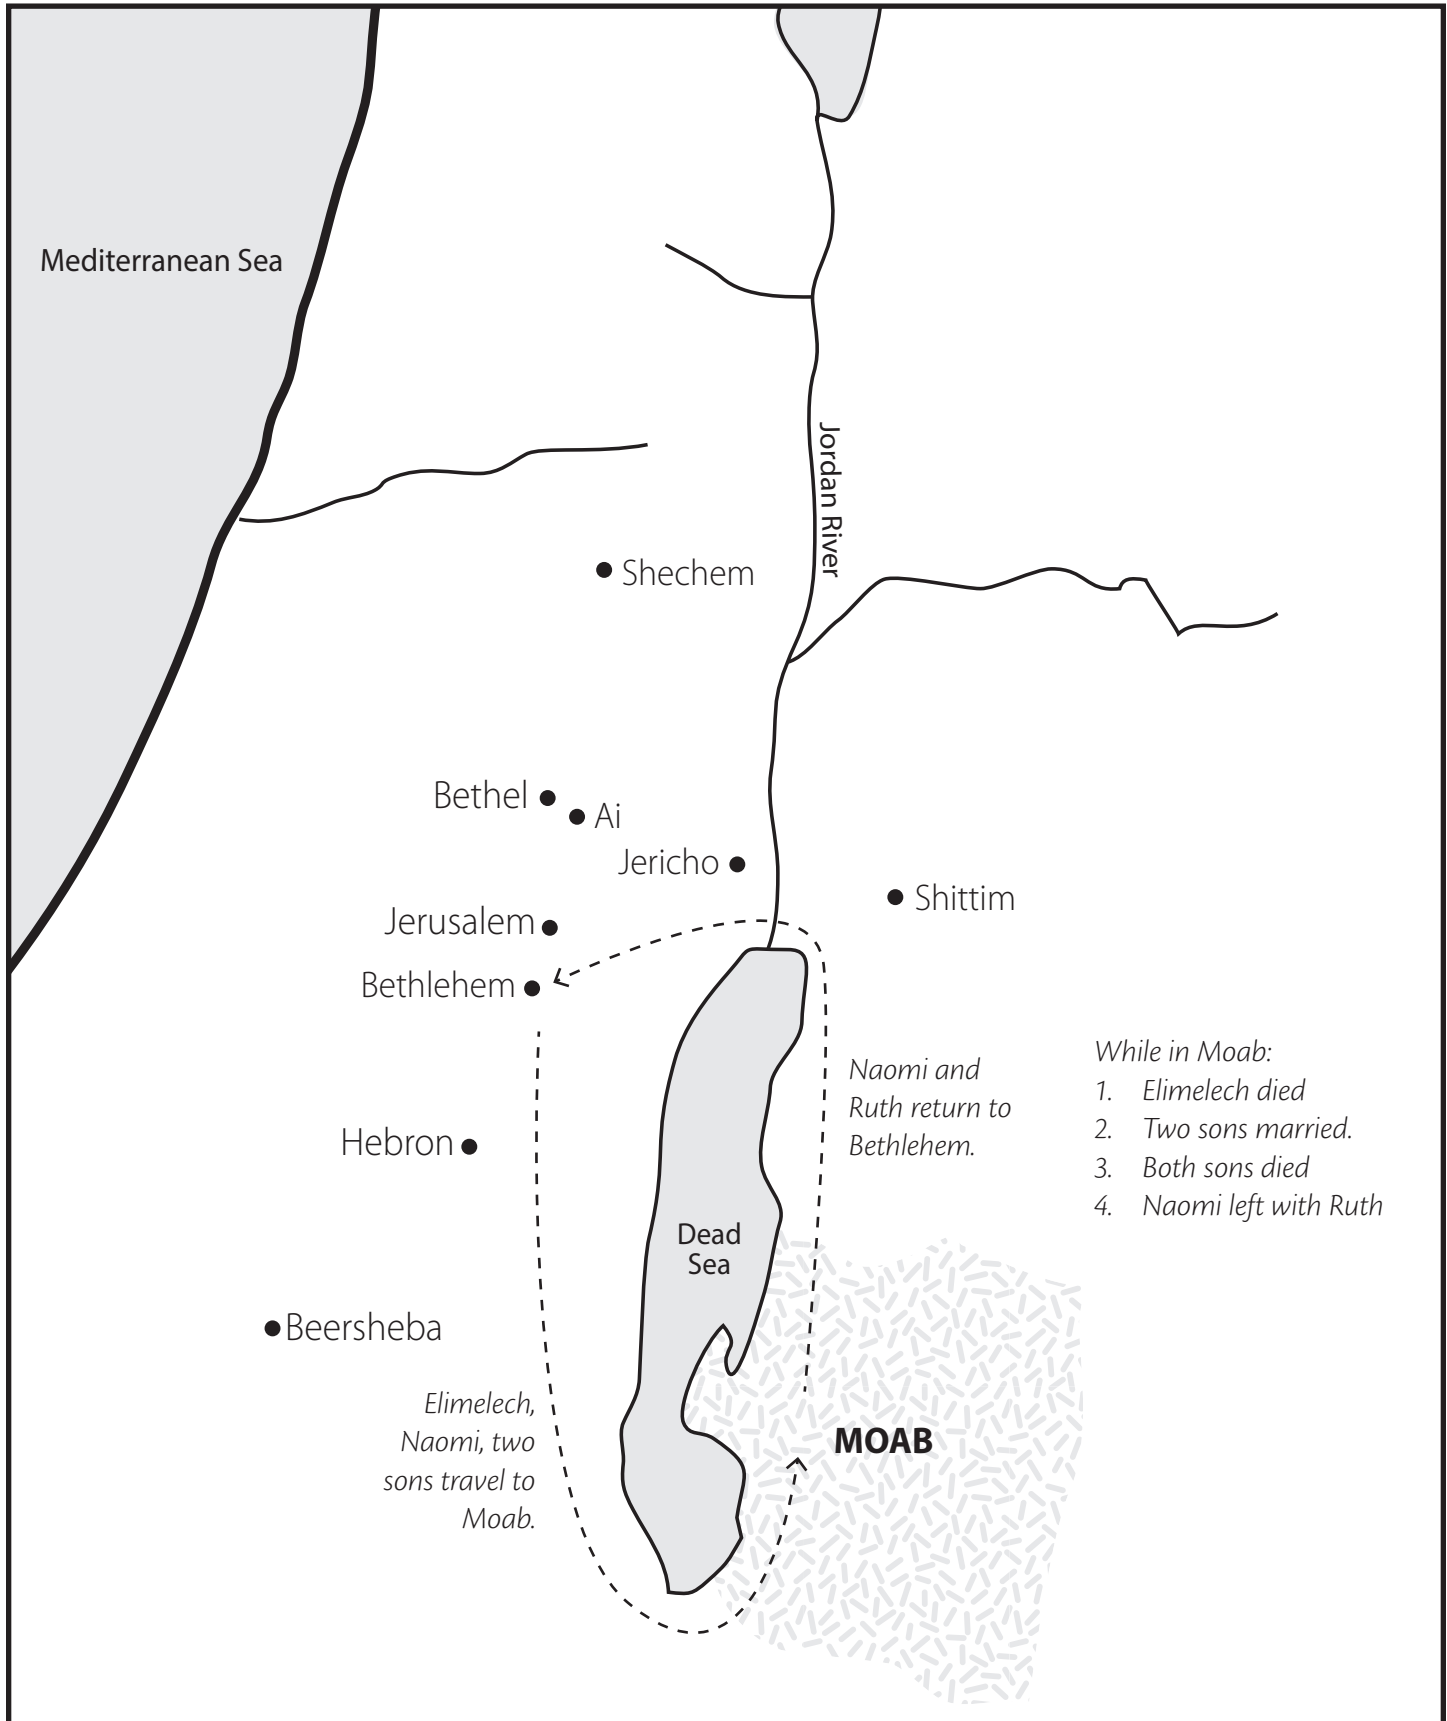 Mediterranean Sea
Jordan River
Shechem
Bethel
Ai
Jericho
Shittim
Jerusalem
Bethlehem
Naomi and
Ruth return to
Bethlehem.
While in Moab:
1. Elimelech died
2. Two sons married.
3. Both sons died
4. Naomi left with Ruth
Hebron
Dead
Sea
Beersheba
Elimelech,
Naomi, two
sons travel to
Moab.
MOAB